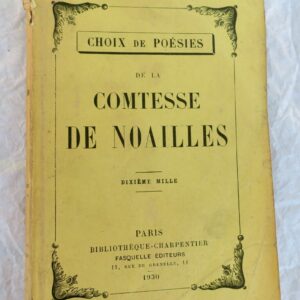 CHOIX DE POÉSIES
DE LA
COMTESSE
DE NOAILLES
DIXIÈME MILLE
PARIS
BIBLIOTHÈQUE-CHARPENTIER
FASQUELLE ÉDITEURS
11, RUE DE GRENELLE, 11
1930